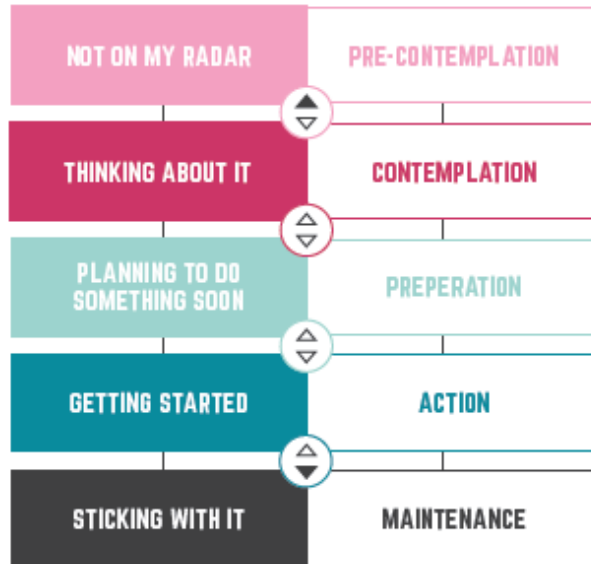 NOT ON MY RADAR
PRE-CONTEMPLATION
THINKING ABOUT IT
CONTEMPLATION
PLANNING TO DO
SOMETHING SOON
PREPERATION
GETTING STARTED
ACTION
STICKING WITH IT
MAINTENANCE